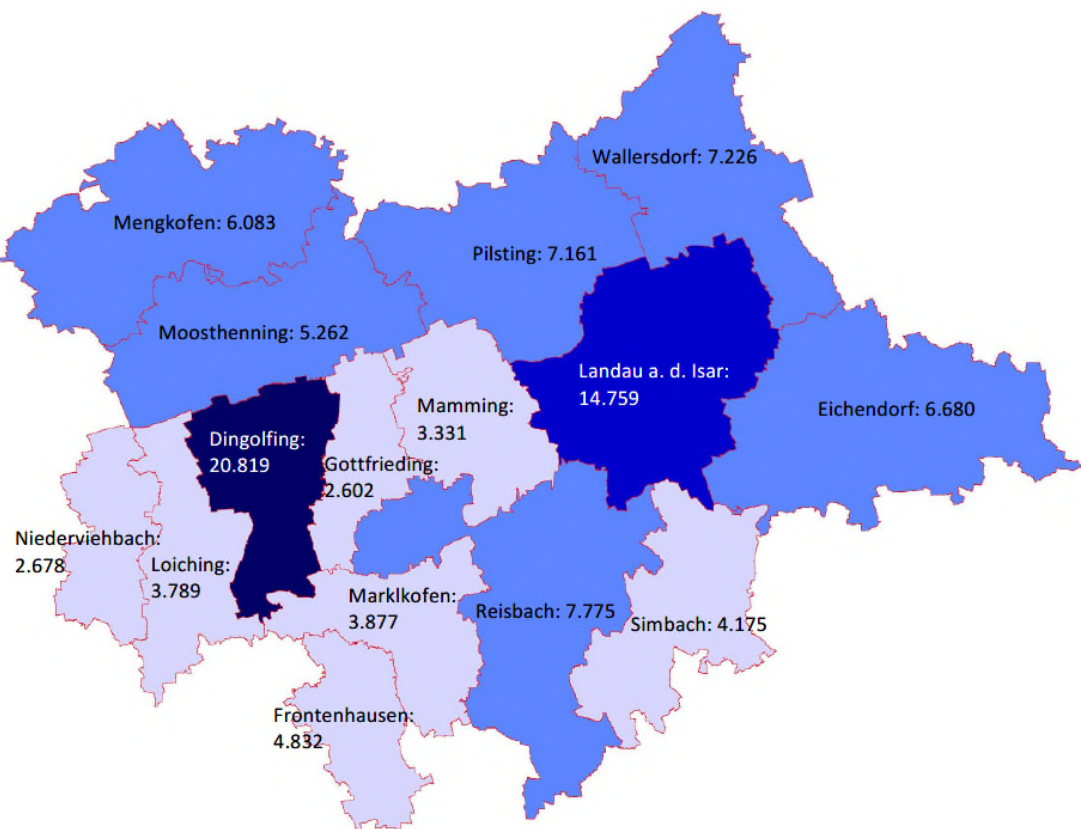 Wallersdorf: 7.226
Mengkofen: 6.083
Pilsting: 7.161
Moosthenning: 5.262
Landau a. d. Isar:
14.759
Mamming:
3.331
Eichendorf: 6.680
Dingolfing:
20.819
Gottfrieding:
2.602
Niederviehbach:
2.678
Loiching:
3.789
Marklkofen:
3.877
Reisbach: 7.775
Simbach: 4.175
Frontenhausen:
4.832